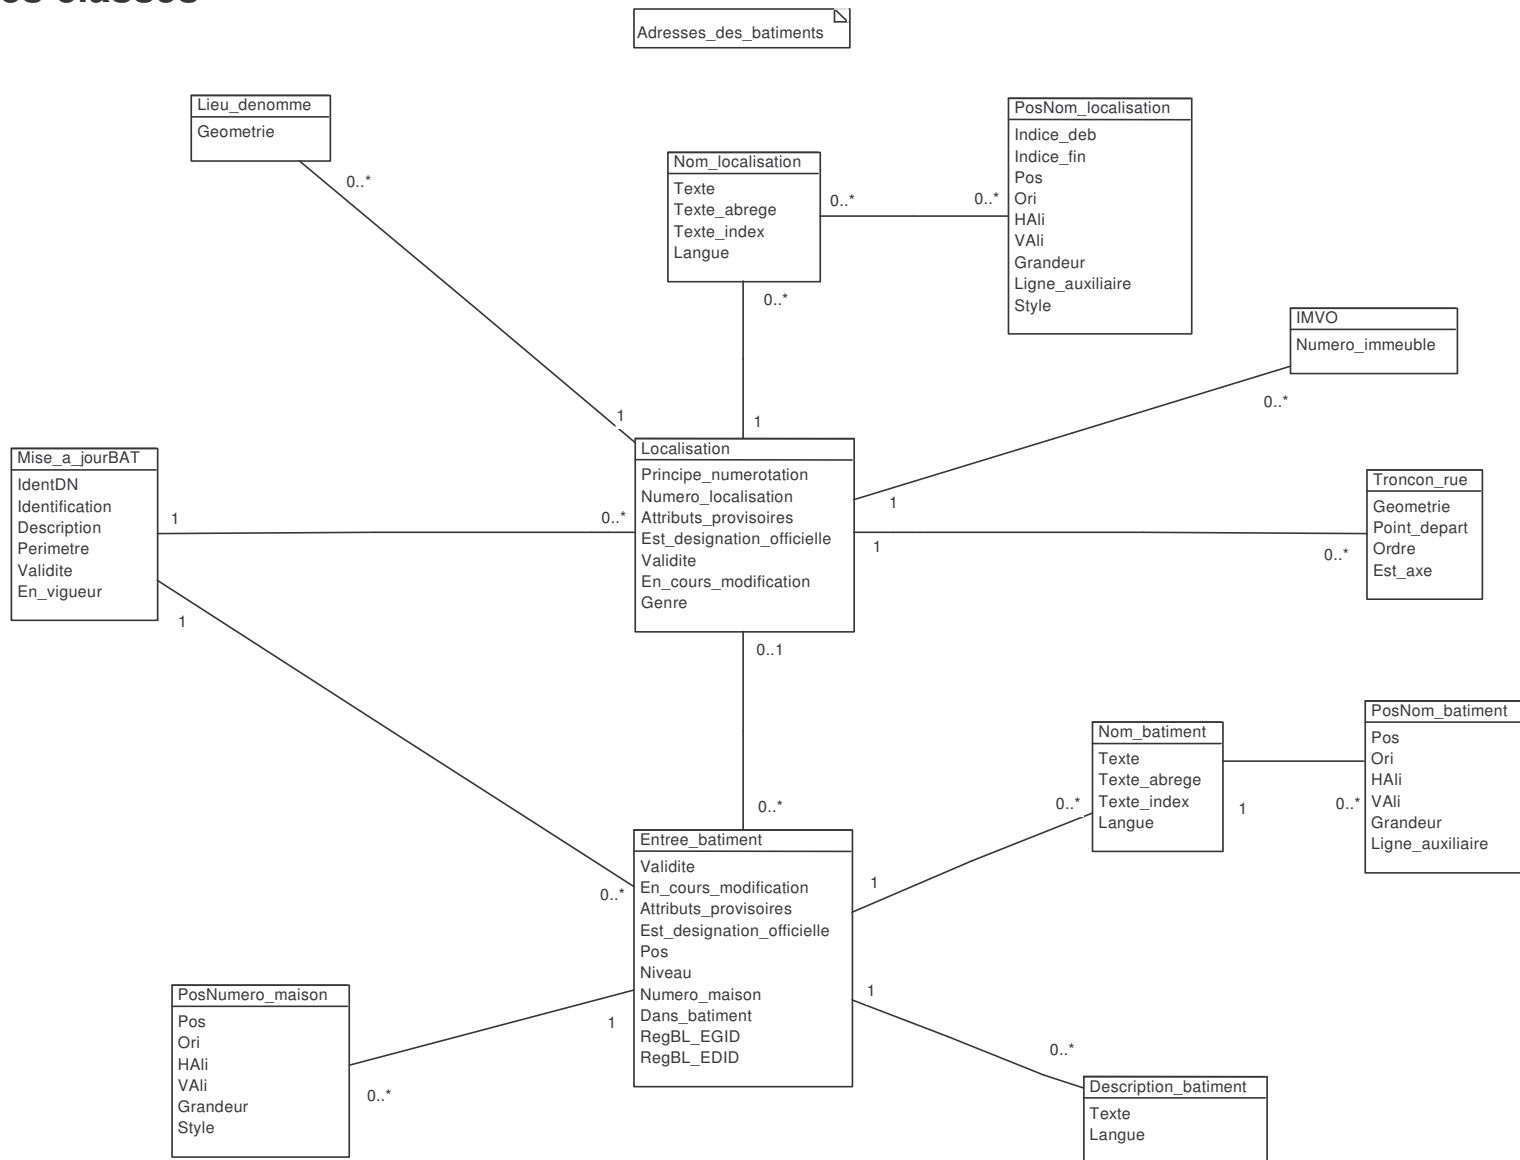 Adresses_des_batiments
Lieu_denomme
Geometrie
0..*
1
Nom_localisation
Texte
Texte_abrege
Texte_index
Langue
0..*
0..*
0..*
1
PosNom_localisation
Indice_deb
Indice_fin
Pos
Ori
HAli
VAli
Grandeur
Ligne_auxiliaire
Style
IMVO
Numero_immeuble
0..*
1
Mise_a_jourBAT
IdentDN
Identification
Description
Perimetre
Validite
En_vigueur
1
0..*
1
0..*
Localisation
Principe_numerotation
Numero_localisation
Attributs_provisoires
Est_designation_officielle
Validite
En_cours_modification
Genre
1
0..*
Troncon_rue
Geometrie
Point_depart
Ordre
Est_axe
0..1
0..*
Entree_batiment
Validite
En_cours_modification
Attributs_provisoires
Est_designation_officielle
Pos
Niveau
Numero_maison
Dans_batiment
RegBL_EGID
RegBL_EDID
1
0..*
Nom_batiment
Texte
Texte_abrege
Texte_index
Langue
1
0..*
PosNom_batiment
Pos
Ori
HAli
VAli
Grandeur
Ligne_auxiliaire
PosNumero_maison
Pos
Ori
HAli
VAli
Grandeur
Style
1
0..*
1
0..*
Description_batiment
Texte
Langue